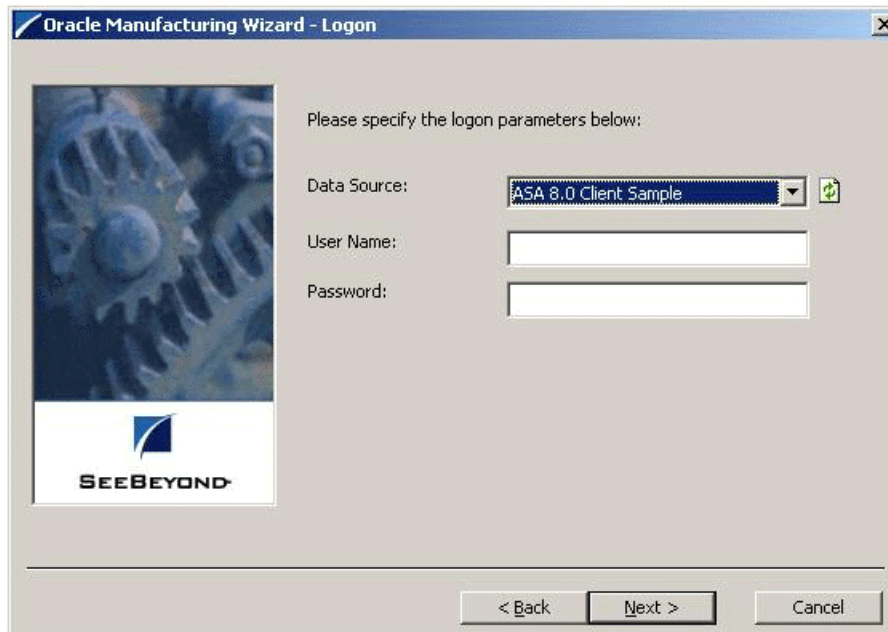 Oracle Manufacturing Wizard - Logon
Please specify the logon parameters below:
Data Source:
ASA 8.0 Client Sample
User Name:
Password:
SEEBEYOND
< Back
Next >
Cancel